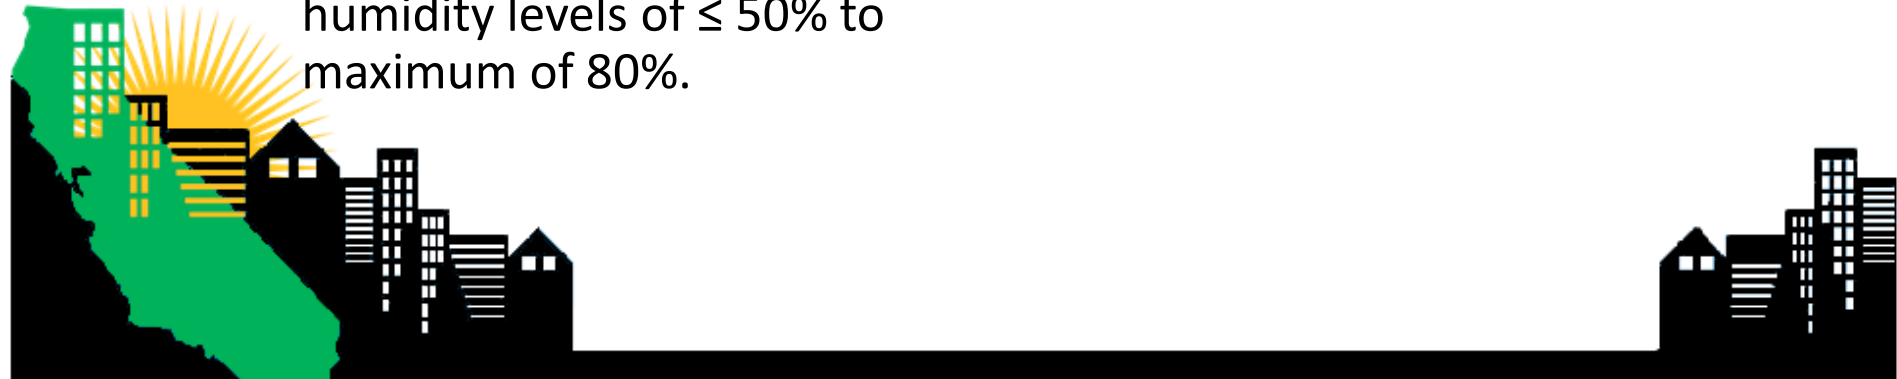 humidity levels of ≤ 50% to
maximum of 80%.